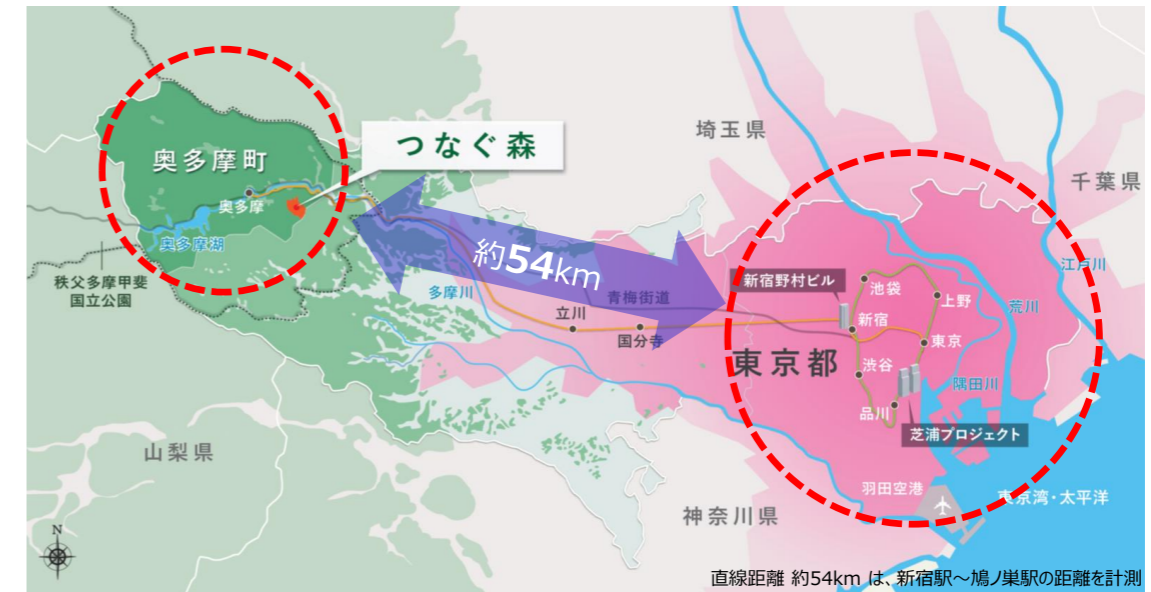 埼玉県
千葉県
つなぐ森
奥多摩町
奥多摩
奥多摩湖
秩父多摩甲斐
国立公園
約54km
多摩川
青梅街道
立川
国分寺
新宿野村ビル
池袋
上野
江戸川
荒川
新宿
東京
東京都
渋谷
隅田川
品川
芝浦プロジェクト
山梨県
羽田空港
東京湾・太平洋
神奈川県
N
直線距離 約54km は、新宿駅～鳩ノ巣駅の距離を計測